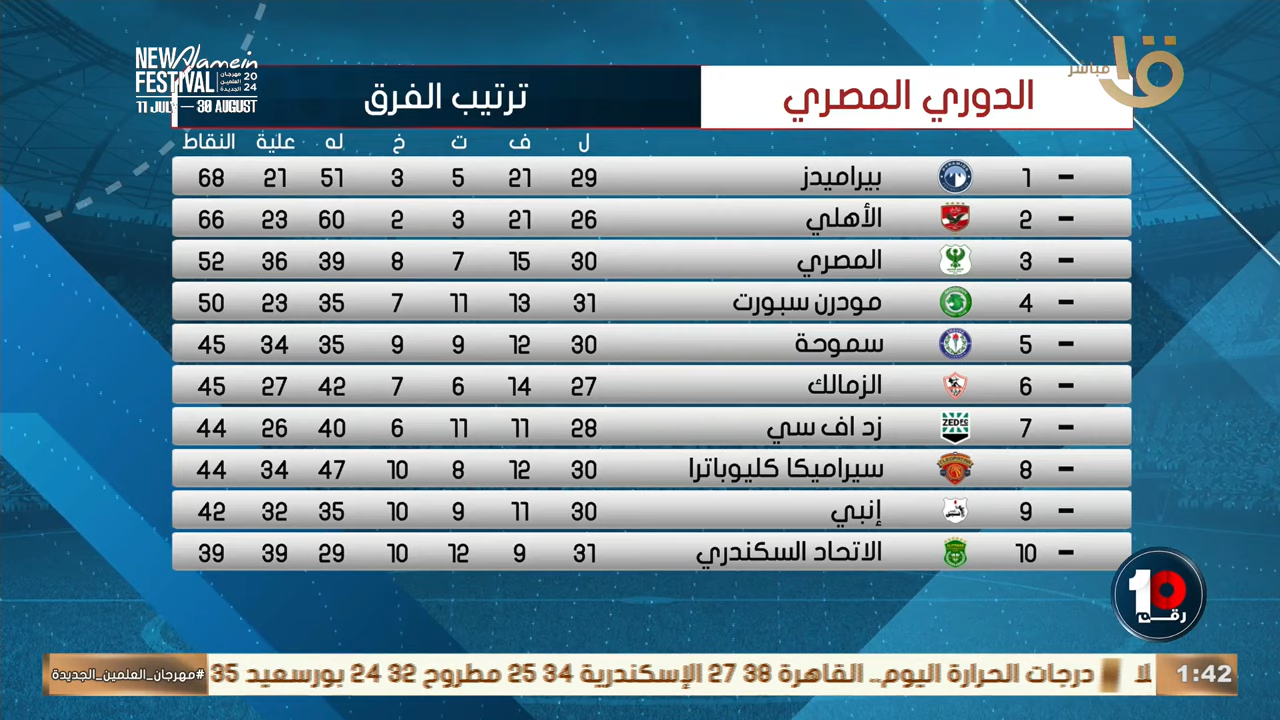 NEW Alamein
FESTIVAL مهرجان العلمين الجديدة 2024
11 JULY — 30 AUGUST
مباشر
الدوري المصري ترتيب الفرق
ل ف ت خ له علية النقاط
1 بيراميدز 29 21 5 3 51 21 68
2 الأهلي 26 21 3 2 60 23 66
3 المصري 30 15 7 8 39 36 52
4 مودرن سبورت 31 13 11 7 35 23 50
5 سموحة 30 12 9 9 35 34 45
6 الزمالك 27 14 6 7 42 27 45
7 زد اف سي 28 11 11 6 40 26 44
8 سيراميكا كليوباترا 30 12 8 10 47 34 44
9 إنبي 30 11 9 10 35 32 42
10 الاتحاد السكندري 31 9 12 10 29 39 39
ZED FC
رقم 10
1:42 لا درجات الحرارة اليوم.. القاهرة 38 27 الإسكندرية 34 25 مطروح 32 24 بورسعيد 35 #مهرجان_العلمين_الجديدة